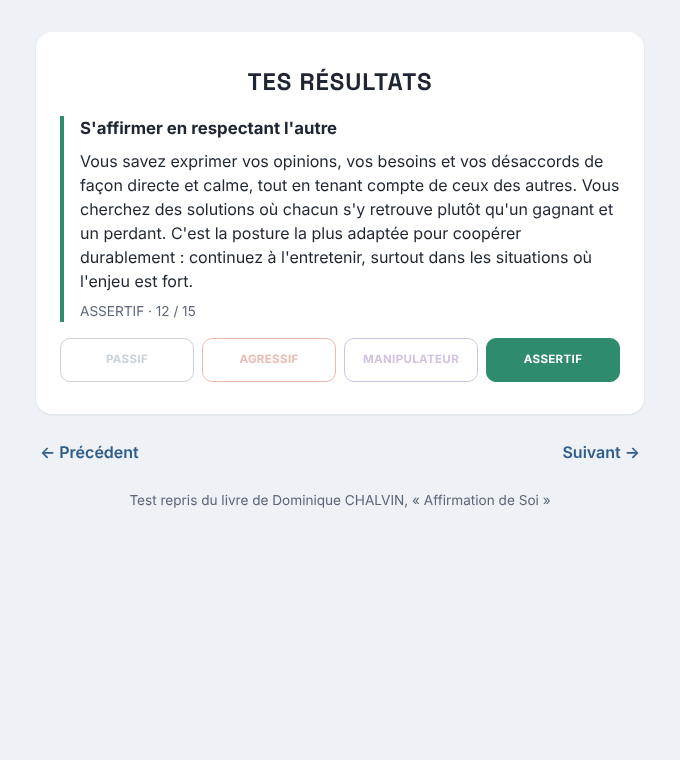 TES RÉSULTATS
S'affirmer en respectant l'autre
Vous savez exprimer vos opinions, vos besoins et vos désaccords de
façon directe et calme, tout en tenant compte de ceux des autres. Vous
cherchez des solutions où chacun s'y retrouve plutôt qu'un gagnant et
un perdant. C'est la posture la plus adaptée pour coopérer
durablement : continuez à l'entretenir, surtout dans les situations où
l'enjeu est fort.
ASSERTIF · 12 / 15
PASSIF AGRESSIF MANIPULATEUR ASSERTIF
← Précédent Suivant →
Test repris du livre de Dominique CHALVIN, « Affirmation de Soi »